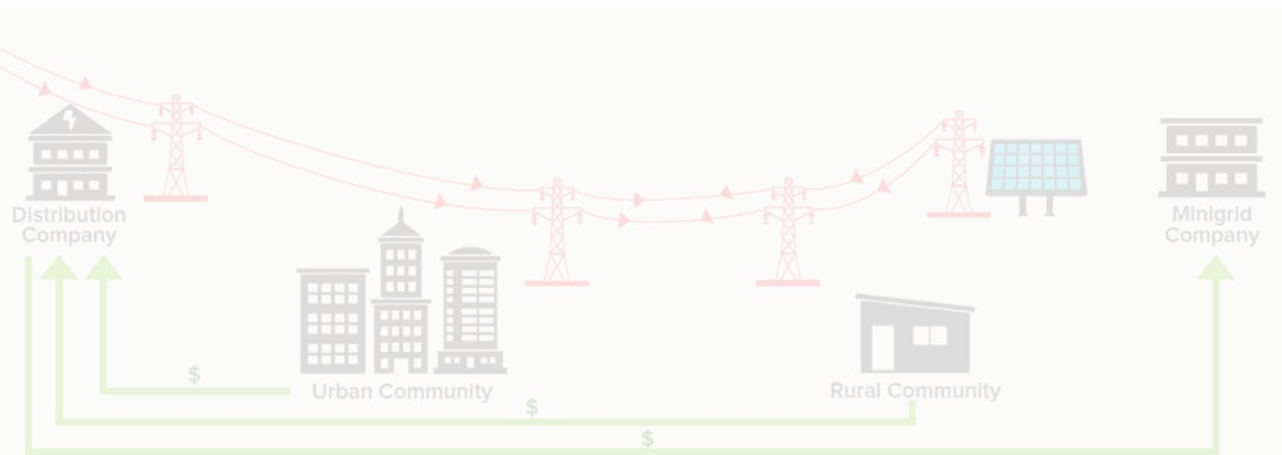 Distribution
Company
Minigrid
Company
$
Urban Community
Rural Community
$
$